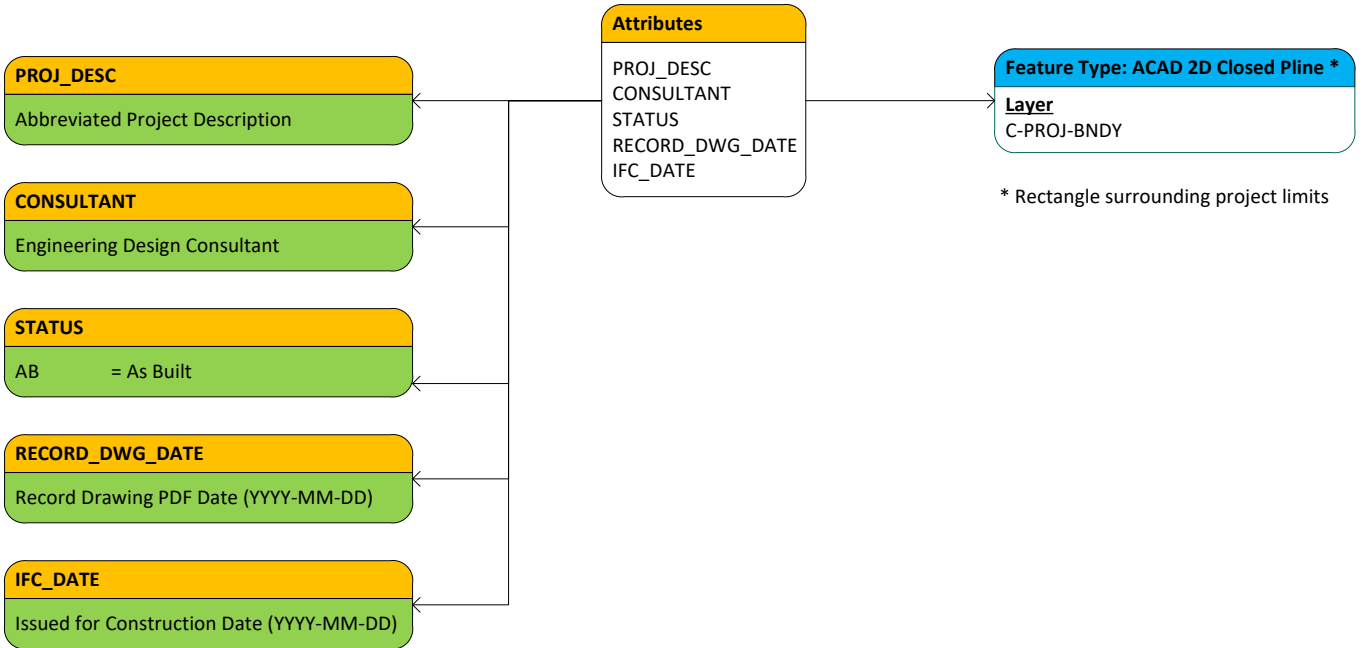 Attributes
PROJ_DESC
CONSULTANT
STATUS
RECORD_DWG_DATE
IFC_DATE
PROJ_DESC
Abbreviated Project Description
CONSULTANT
Engineering Design Consultant
STATUS
AB = As Built
RECORD_DWG_DATE
Record Drawing PDF Date (YYYY-MM-DD)
IFC_DATE
Issued for Construction Date (YYYY-MM-DD)
Feature Type: ACAD 2D Closed Pline *
Layer
C-PROJ-BNDY
* Rectangle surrounding project limits